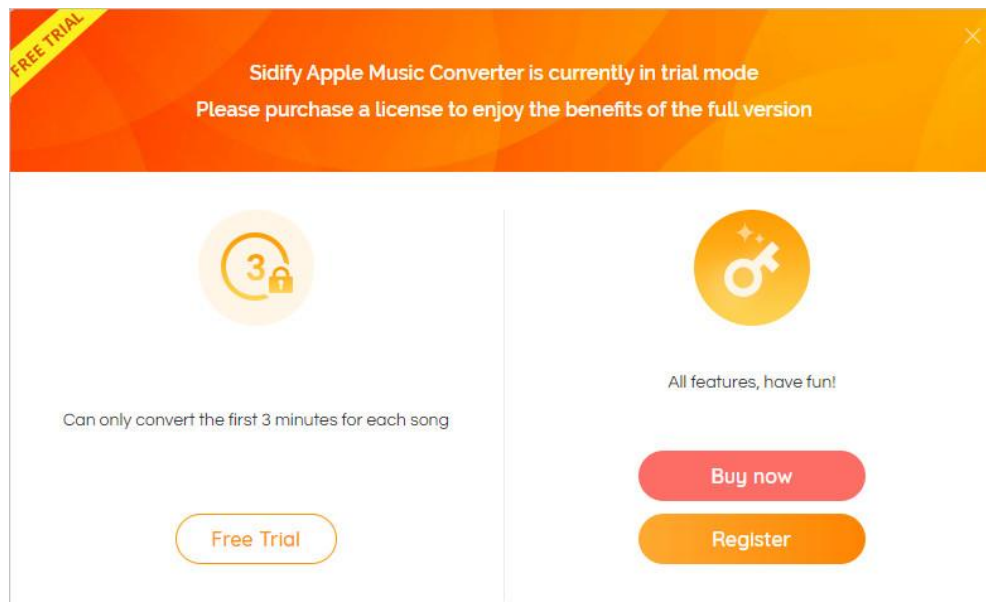 FREE TRIAL
Sidify Apple Music Converter is currently in trial mode
Please purchase a license to enjoy the benefits of the full version
3
Can only convert the first 3 minutes for each song
Free Trial
All features, have fun!
Buy now
Register